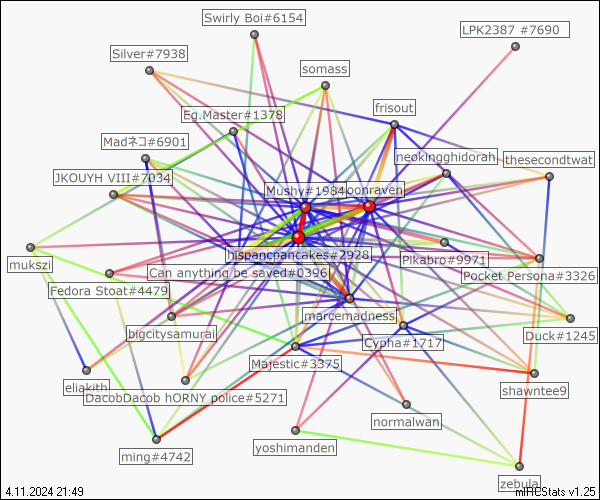 Swirly Boi#6154
LPK2387 #7690
Silver#7938
somass
frisout
Eg.Master#1378
Madネコ#6901
neokingghidorah
thesecondtwat
JKOUYH VIII#7034
Mushy#1984
oonraven
hispancpancakes#2928
mukszi
Pikabro#9971
Can anything be saved#0396
Pocket Persona#3326
Fedora Stoat#4479
marcemadness
bigcitysamurai
Cypha#1717
Duck#1245
Majestic#3375
eliakith
DacobDacob hORNY police#5271
shawntee9
normalwan
yoshimanden
ming#4742
zebula
4.11.2024 21:49
mIRCStats v1.25